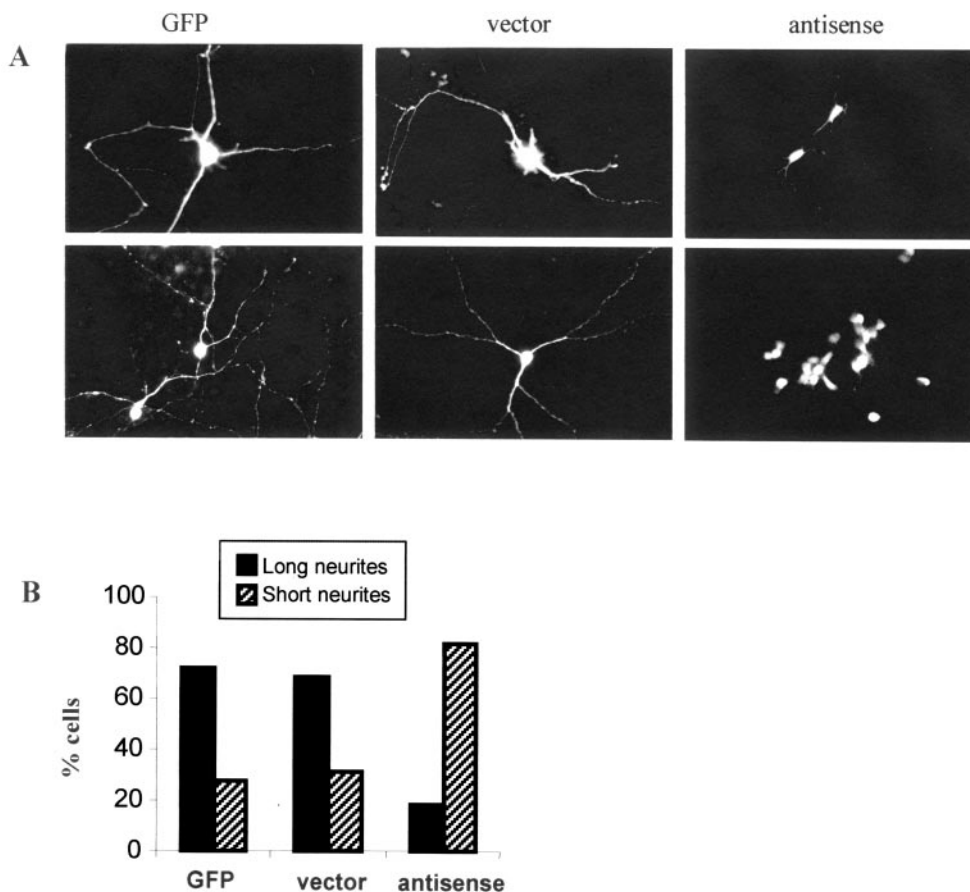 GFP vector antisense
A
Long neurites
Short neurites
B
100
80
60
40
20
0
% cells
GFP vector antisense